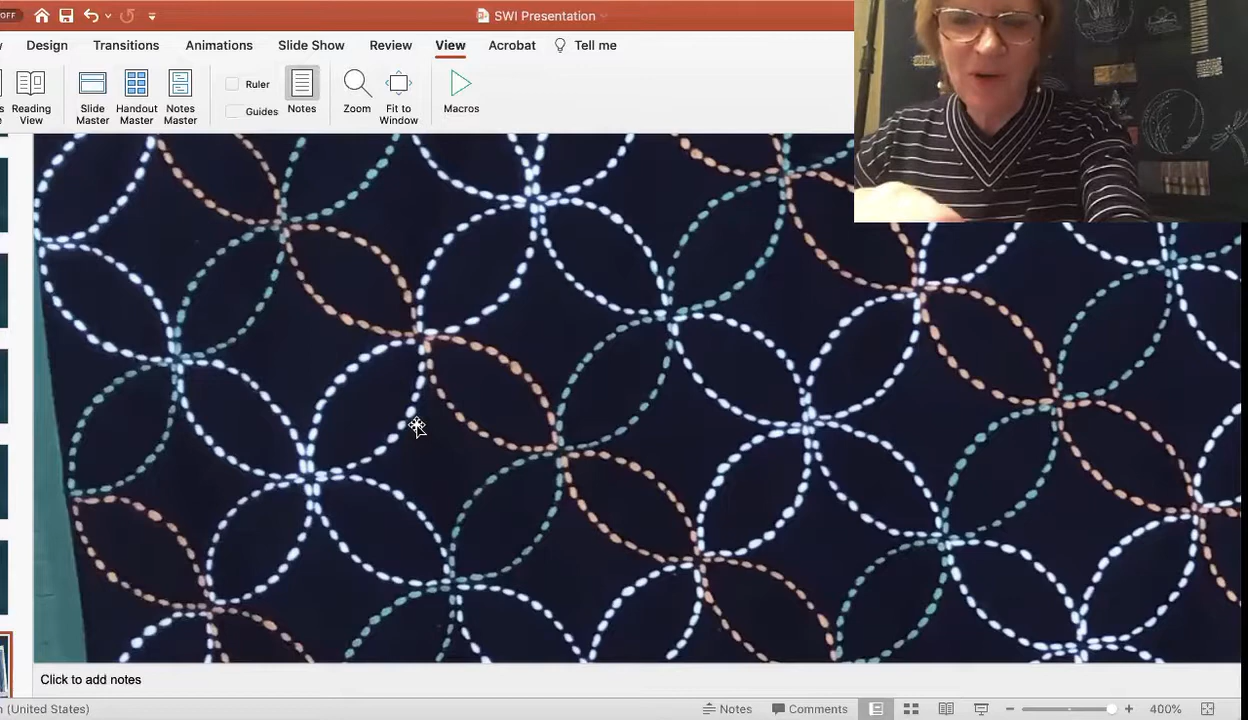 OFF
SWI Presentation
Design Transitions Animations Slide Show Review View Acrobat Tell me
Reading View
Slide Master
Handout Master
Notes Master
Ruler
Guides
Notes
Zoom
Fit to Window
Macros
Click to add notes
(United States)
Notes Comments 400%